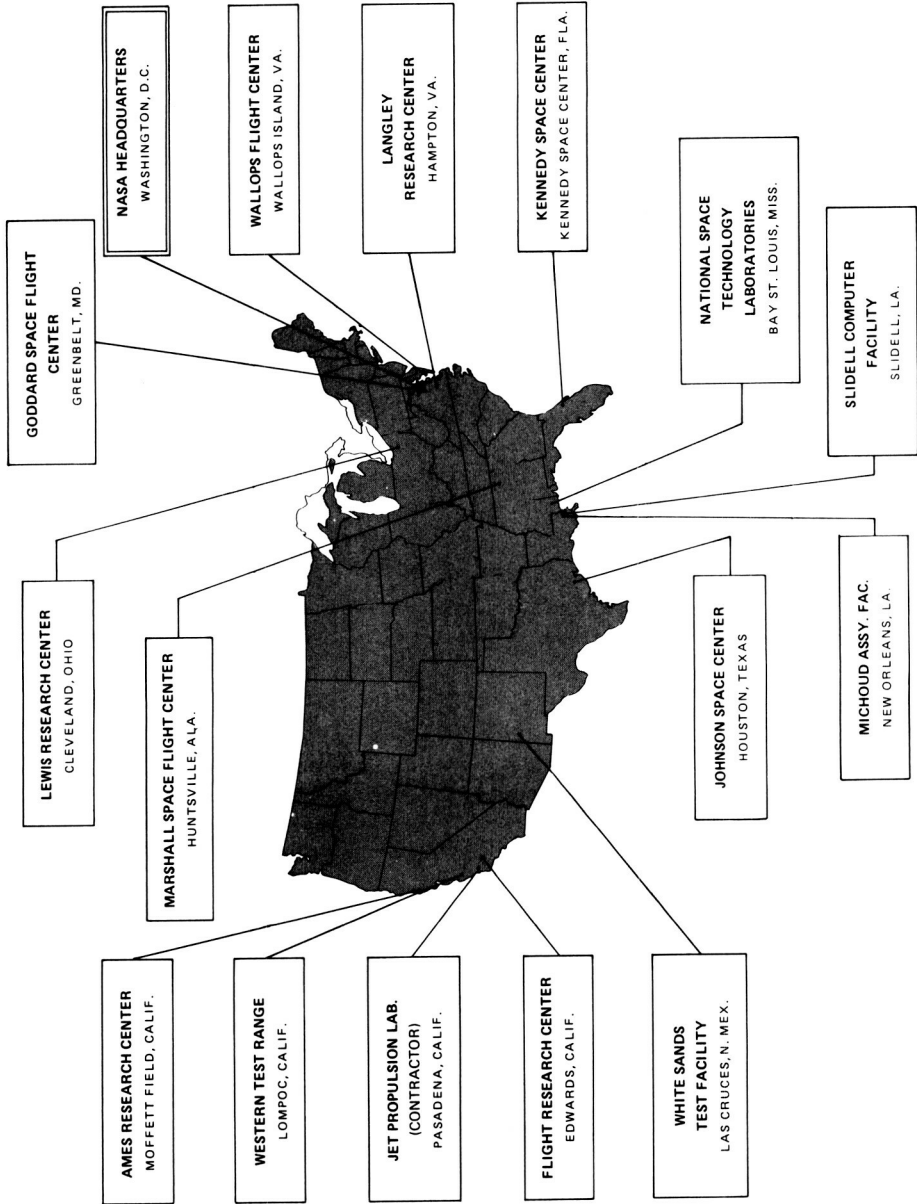 AMES RESEARCH CENTER
MOFFETT FIELD, CALIF.
WESTERN TEST RANGE
LOMPOC, CALIF.
JET PROPULSION LAB.
(CONTRACTOR)
PASADENA, CALIF.
FLIGHT RESEARCH CENTER
EDWARDS, CALIF.
WHITE SANDS
TEST FACILITY
LAS CRUCES, N. MEX.
LEWIS RESEARCH CENTER
CLEVELAND, OHIO
MARSHALL SPACE FLIGHT CENTER
HUNTSVILLE, ALA.
JOHNSON SPACE CENTER
HOUSTON, TEXAS
MICHOUD ASSY. FAC.
NEW ORLEANS, LA.
GODDARD SPACE FLIGHT
CENTER
GREENBELT, MD.
NASA HEADQUARTERS
WASHINGTON, D.C.
WALLOPS FLIGHT CENTER
WALLOPS ISLAND, VA.
LANGLEY
RESEARCH CENTER
HAMPTON, VA.
KENNEDY SPACE CENTER
KENNEDY SPACE CENTER, FLA.
NATIONAL SPACE
TECHNOLOGY
LABORATORIES
BAY ST. LOUIS, MISS.
SLIDELL COMPUTER
FACILITY
SLIDELL, LA.